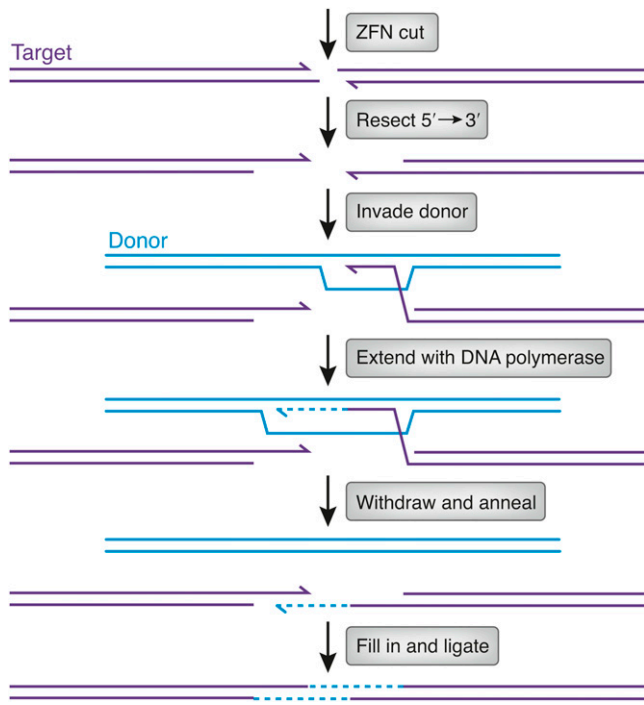 ZFN cut
Target
Resect 5′→3′
Invade donor
Donor
Extend with DNA polymerase
Withdraw and anneal
Fill in and ligate